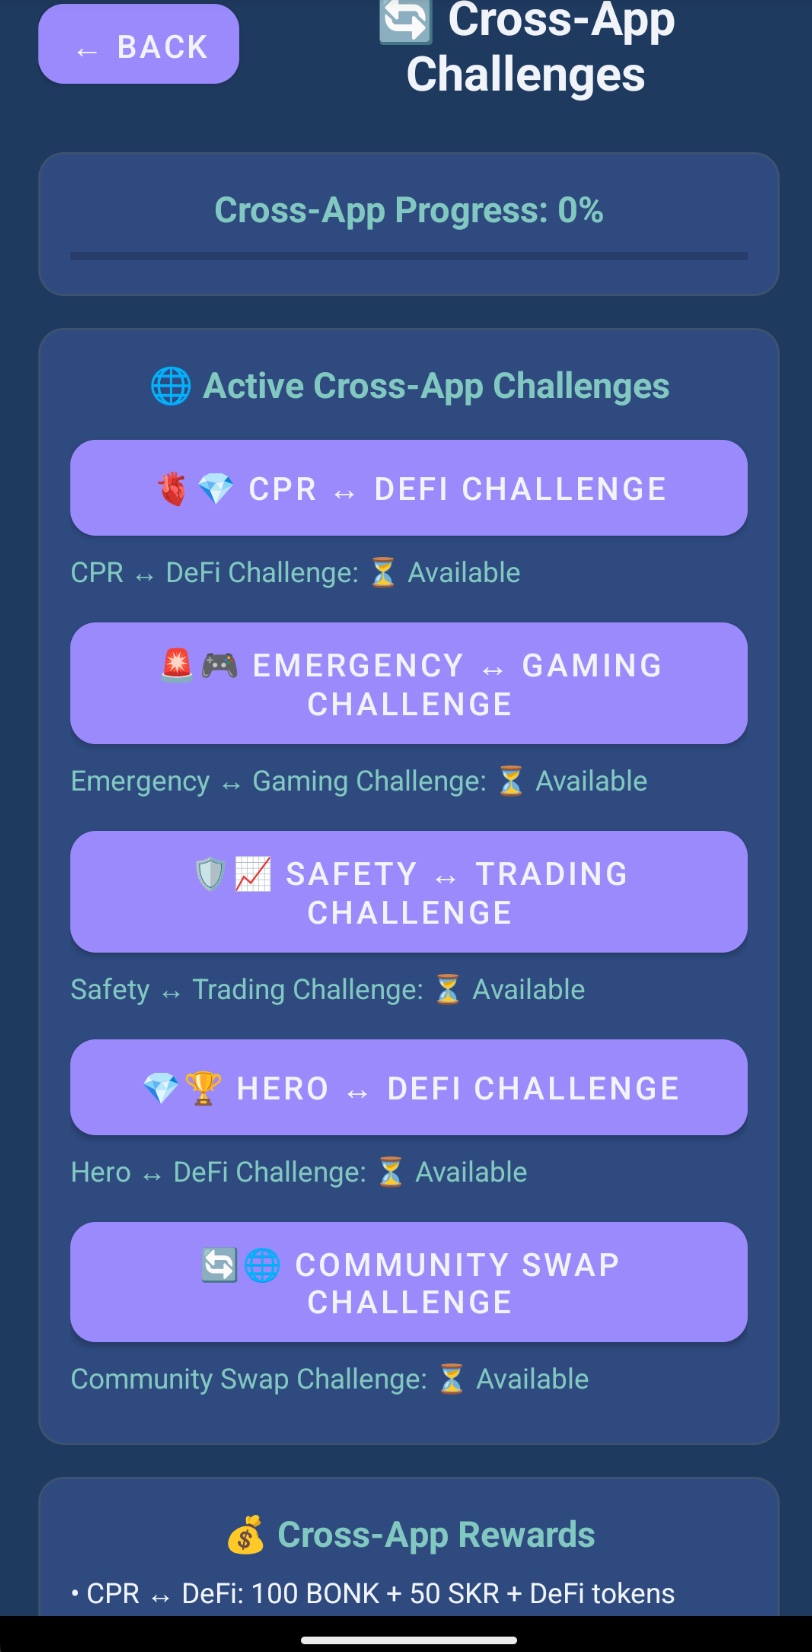 ← BACK
🔄 Cross-App
Challenges
Cross-App Progress: 0%
🌐 Active Cross-App Challenges
🫀💎 CPR ↔ DEFI CHALLENGE
CPR ↔ DeFi Challenge: ⏳ Available
🚨🎮 EMERGENCY ↔ GAMING
CHALLENGE
Emergency ↔ Gaming Challenge: ⏳ Available
🛡️📈 SAFETY ↔ TRADING
CHALLENGE
Safety ↔ Trading Challenge: ⏳ Available
💎🏆 HERO ↔ DEFI CHALLENGE
Hero ↔ DeFi Challenge: ⏳ Available
🔄🌐 COMMUNITY SWAP
CHALLENGE
Community Swap Challenge: ⏳ Available
💰 Cross-App Rewards
• CPR ↔ DeFi: 100 BONK + 50 SKR + DeFi tokens